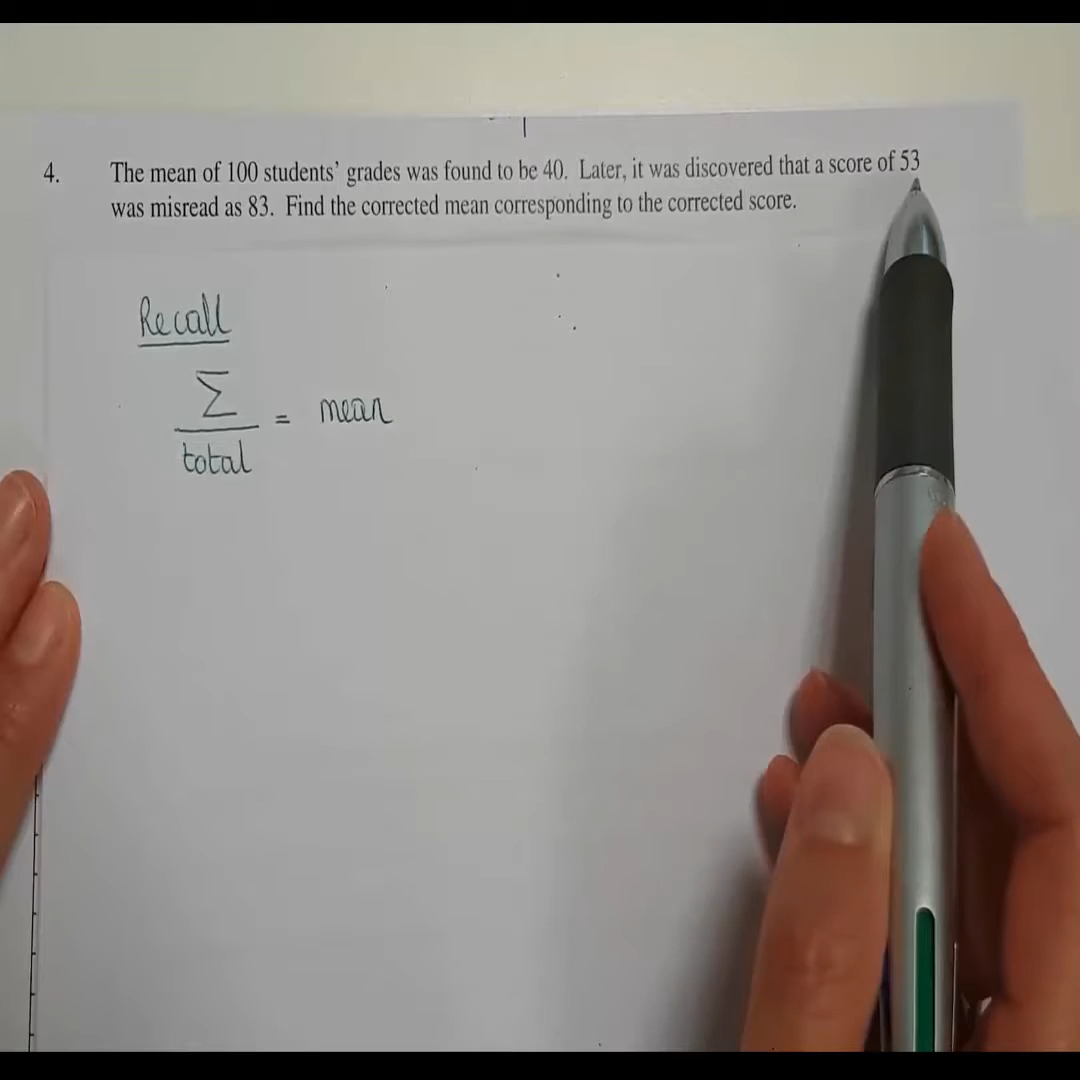 4. The mean of 100 students’ grades was found to be 40. Later, it was discovered that a score of 53
was misread as 83. Find the corrected mean corresponding to the corrected score.
Recall
Σ
= mean
total